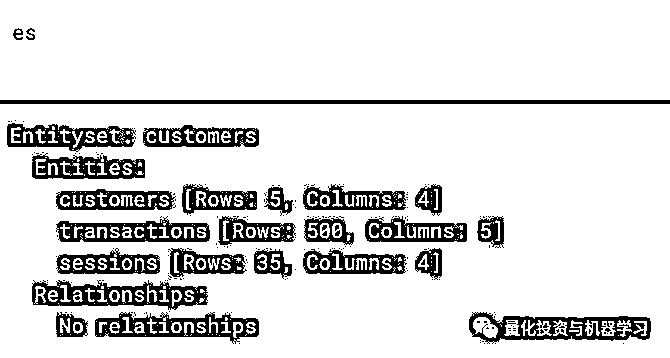 es
Entityset: customers
Entities:
customers [Rows: 5, Columns: 4]
transactions [Rows: 500, Columns: 5]
sessions [Rows: 35, Columns: 4]
Relationships:
No relationships
量化投资与机器学习